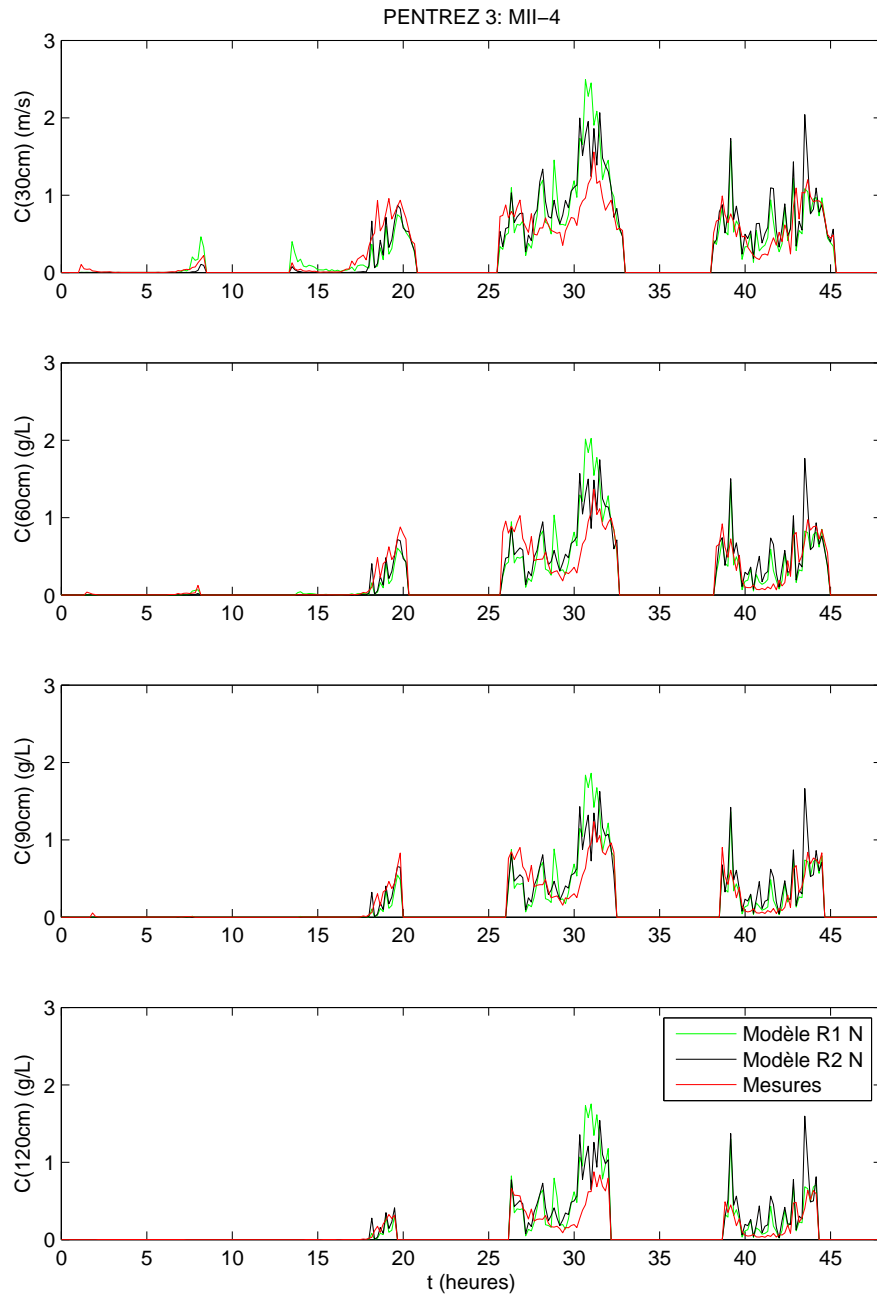 PENTREZ 3: MII−4
C(30cm) (m/s)
3
2
1
0
0 5 10 15 20 25 30 35 40 45
C(60cm) (g/L)
3
2
1
0
0 5 10 15 20 25 30 35 40 45
C(90cm) (g/L)
3
2
1
0
0 5 10 15 20 25 30 35 40 45
C(120cm) (g/L)
3
2
1
0
Modèle R1 N
Modèle R2 N
Mesures
0 5 10 15 20 25 30 35 40 45
t (heures)